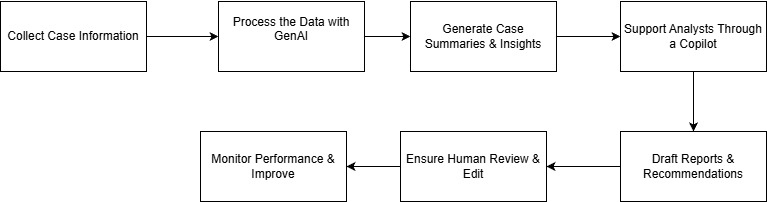 Collect Case Information
Process the Data with
GenAI
Generate Case
Summaries & Insights
Support Analysts Through
a Copilot
Draft Reports &
Recommendations
Ensure Human Review &
Edit
Monitor Performance &
Improve